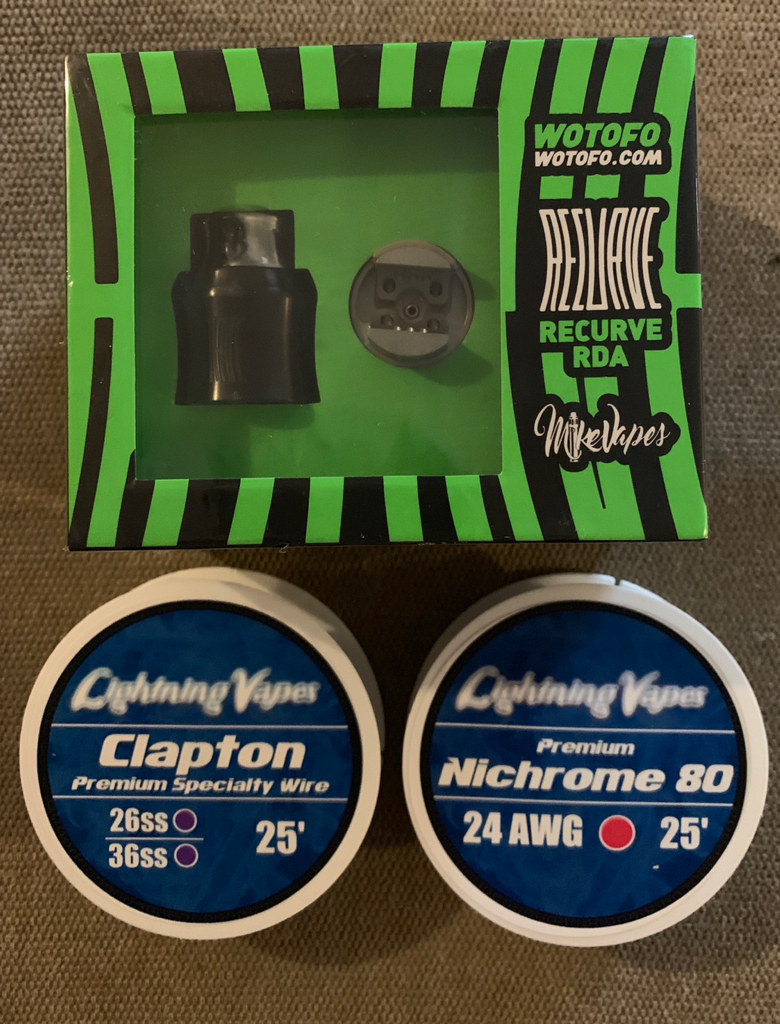 WOTOFO
WOTOFO.COM
RECURVE
RECURVE
RDA
MikeVapes
Lightning Vapes
Clapton
Premium Specialty Wire
26ss
36ss
25'
Lightning Vapes
Premium
Nichrome 80
24 AWG 25'